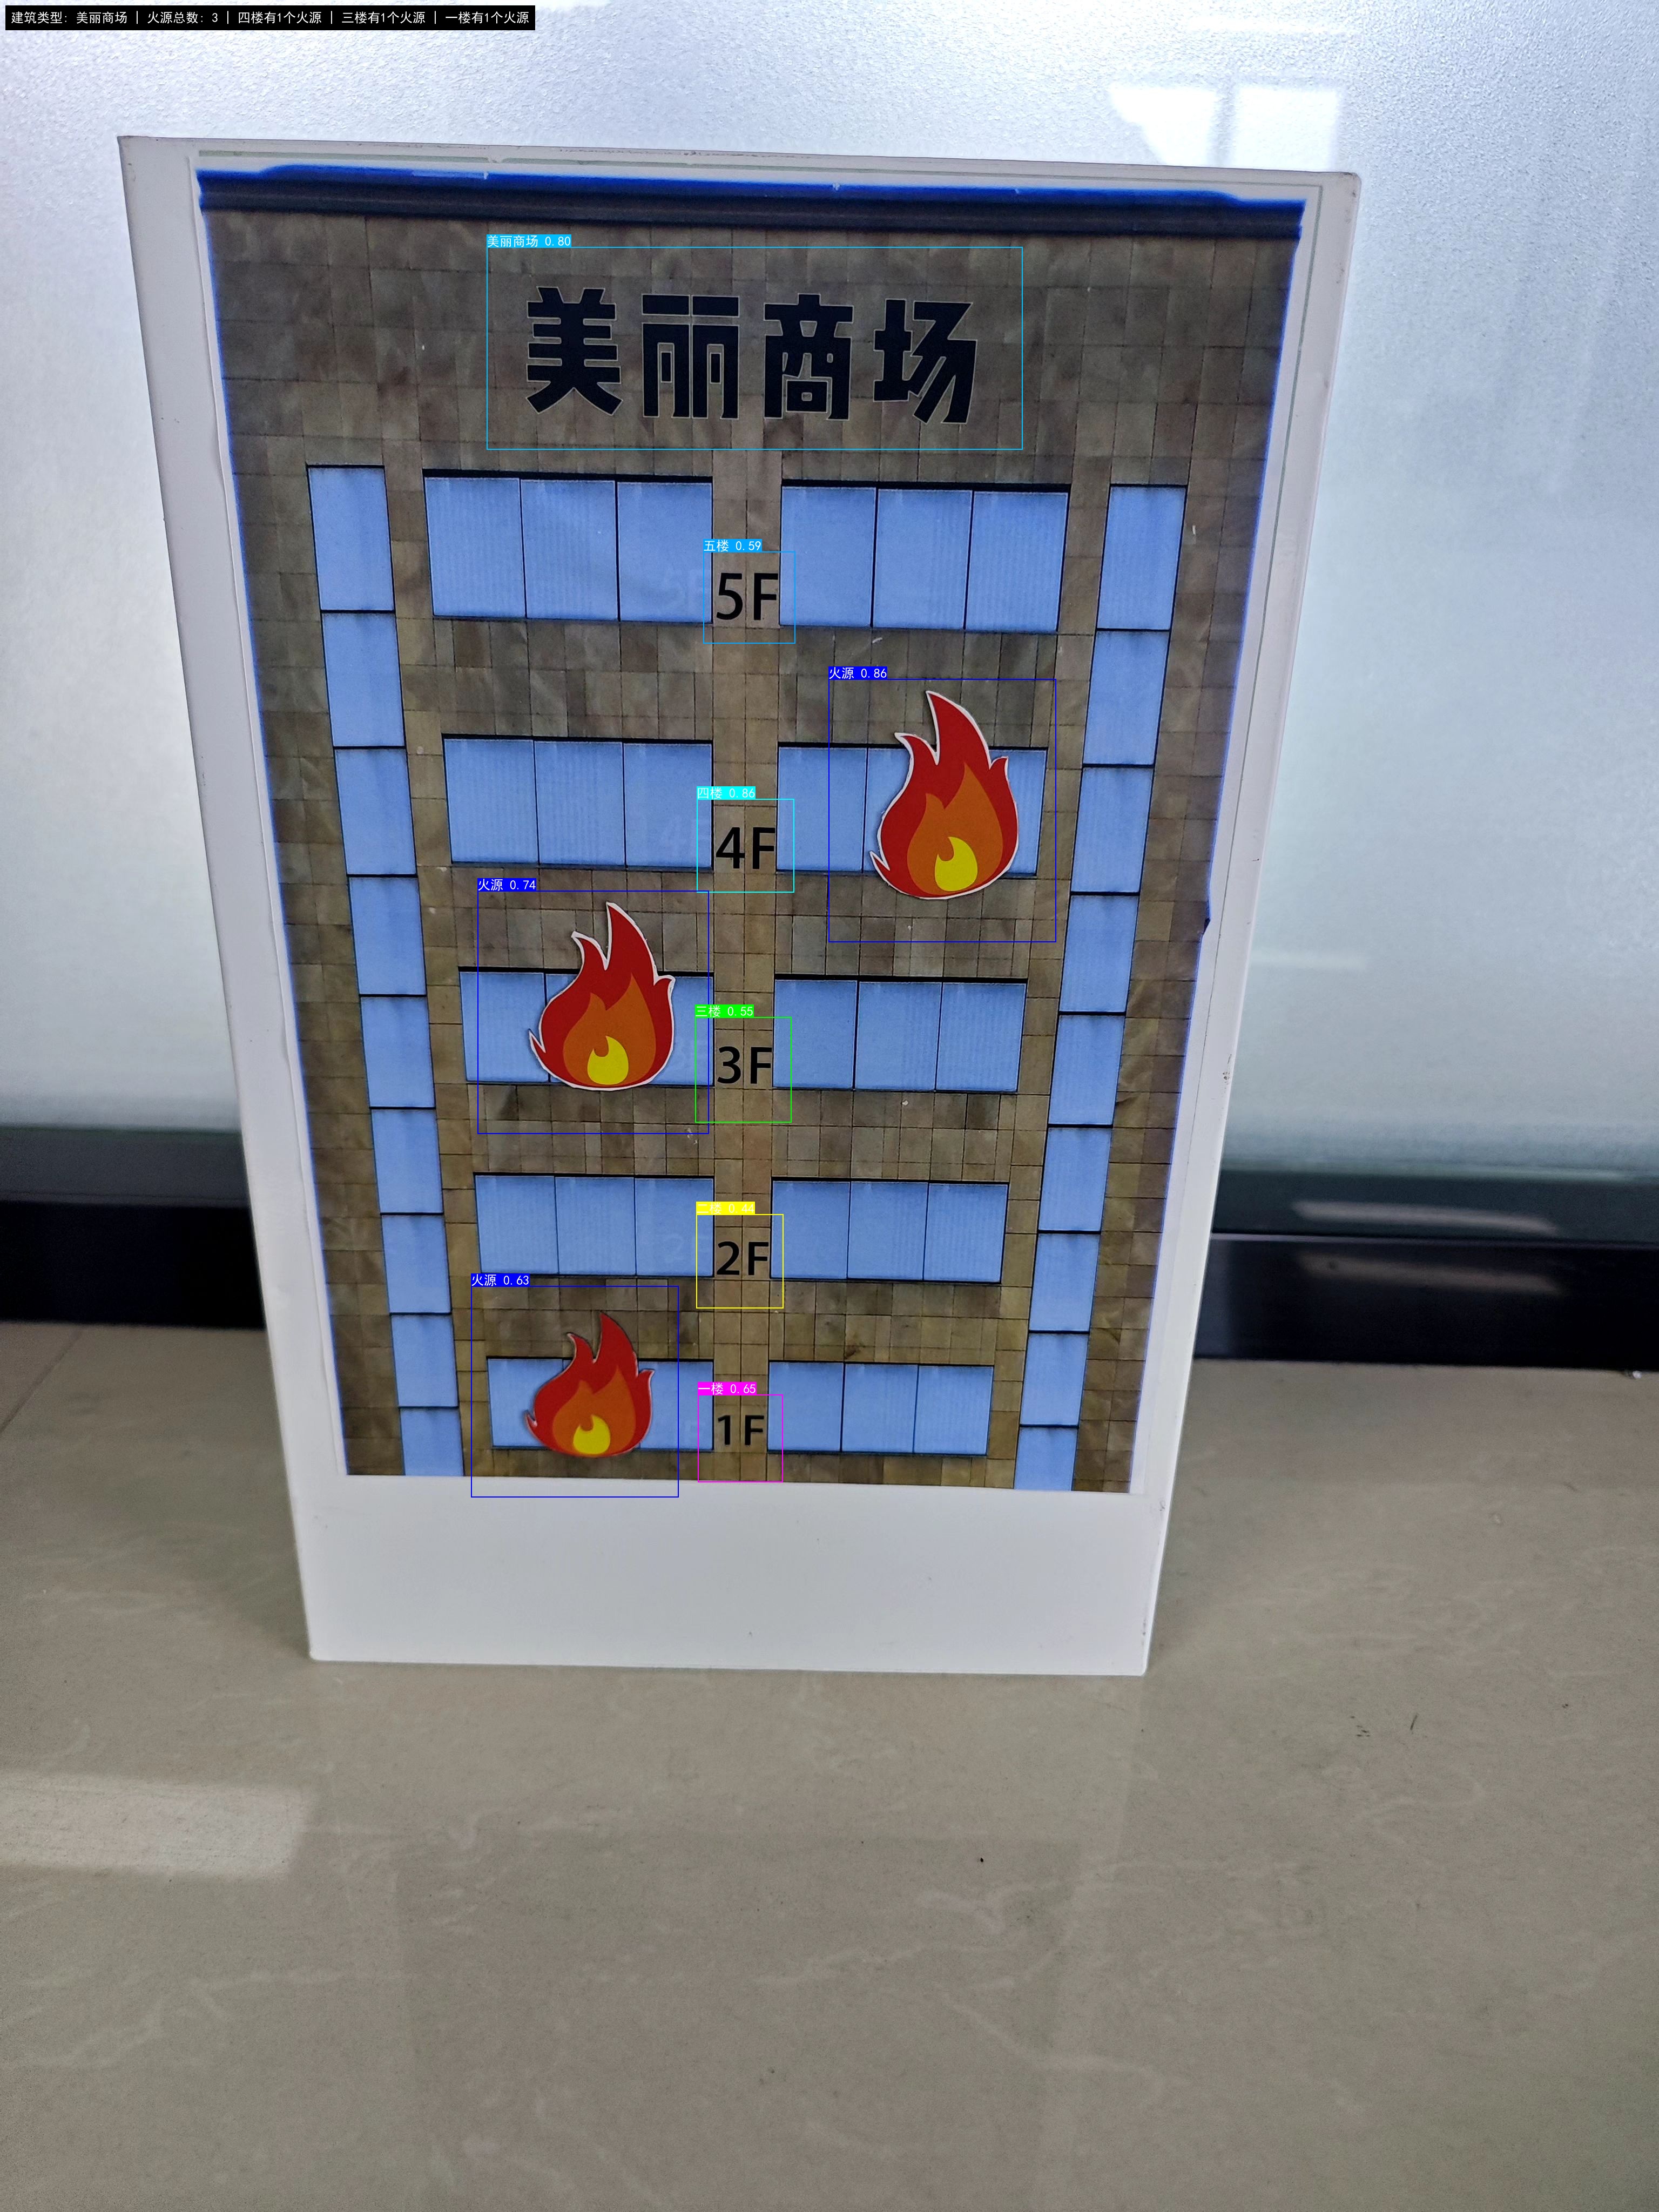 建筑类型: 美丽商场 | 火源总数: 3 | 四楼有1个火源 | 三楼有1个火源 | 一楼有1个火源
美丽商场 0.80
美丽商场
五楼 0.59
5F
火源 0.86
四楼 0.86
4F
火源 0.74
三楼 0.55
3F
二楼 0.44
2F
火源 0.63
一楼 0.65
1F